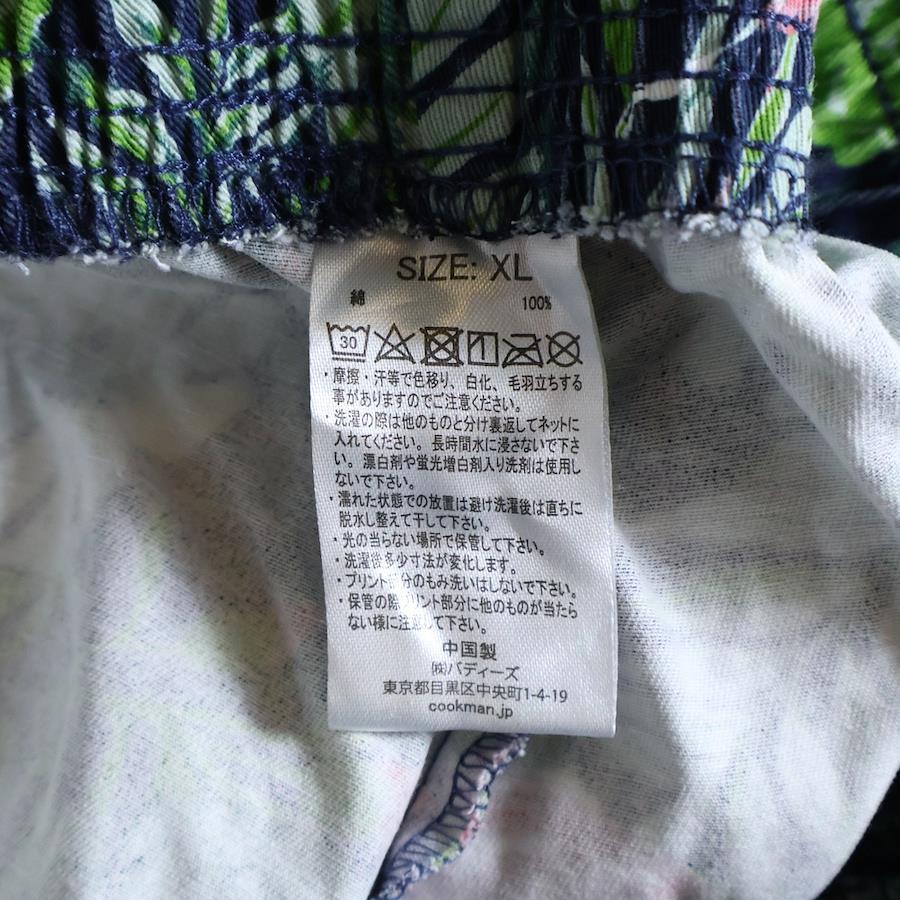 SIZE: XL
綿 100%
30
・摩擦・汗等で色移り、白化、毛羽立ちする
事がありますのでご注意ください。
・洗濯の際は他のものと分け裏返してネットに
入れてください。長時間水に浸さないで下さ
い。漂白剤や蛍光増白剤入り洗剤は使用し
ないで下さい。
・濡れた状態での放置は避け洗濯後は直ちに
脱水し整えて干して下さい。
・光の当らない場所で保管して下さい。
・洗濯後多少寸法が変化します。
・プリント部分のもみ洗いはしないで下さい。
・保管の際プリント部分に他のものが当たら
ない様に注意して下さい。
中国製
㈱バディーズ
東京都目黒区中央町1-4-19
cookman.jp